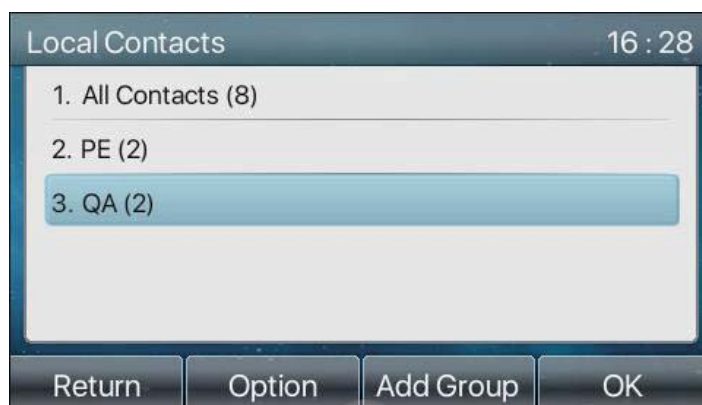 Local Contacts 16 : 28
1. All Contacts (8)
2. PE (2)
3. QA (2)
Return Option Add Group OK